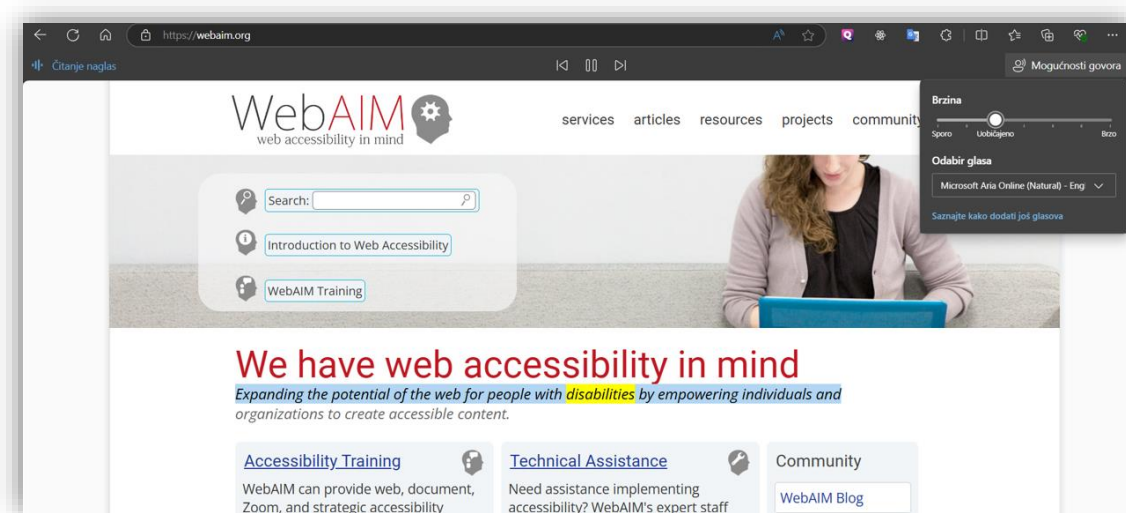 https://webaim.org
Čitanje naglas
Mogućnosti govora
Brzina
Sporo Uobičajeno Brzo
Odabir glasa
Microsoft Aria Online (Natural) - Eng
Saznajte kako dodati još glasova
WebAIM
web accessibility in mind
services articles resources projects community
Search:
Introduction to Web Accessibility
WebAIM Training
We have web accessibility in mind
Expanding the potential of the web for people with disabilities by empowering individuals and
organizations to create accessible content.
Accessibility Training
WebAIM can provide web, document,
Zoom, and strategic accessibility
Technical Assistance
Need assistance implementing
accessibility? WebAIM's expert staff
Community
WebAIM Blog